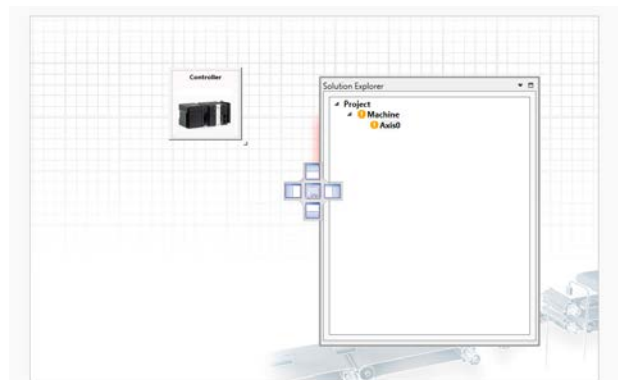 Controller
Solution Explorer
Project
Machine
Axis0